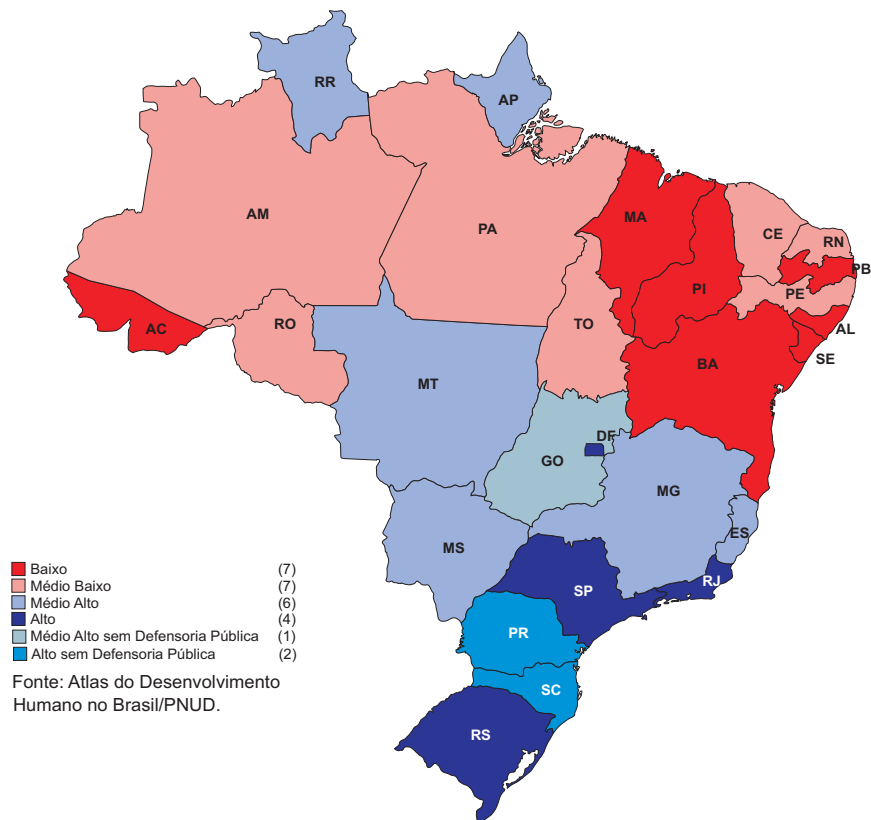 RR
AP
AM
PA
MA
CE
RN
PB
PI
PE
AC
RO
TO
AL
SE
BA
MT
DF
GO
MG
ES
MS
SP
RJ
PR
SC
RS
Baixo (7)
Médio Baixo (7)
Médio Alto (6)
Alto (4)
Médio Alto sem Defensoria Pública (1)
Alto sem Defensoria Pública (2)
Fonte: Atlas do Desenvolvimento
Humano no Brasil/PNUD.